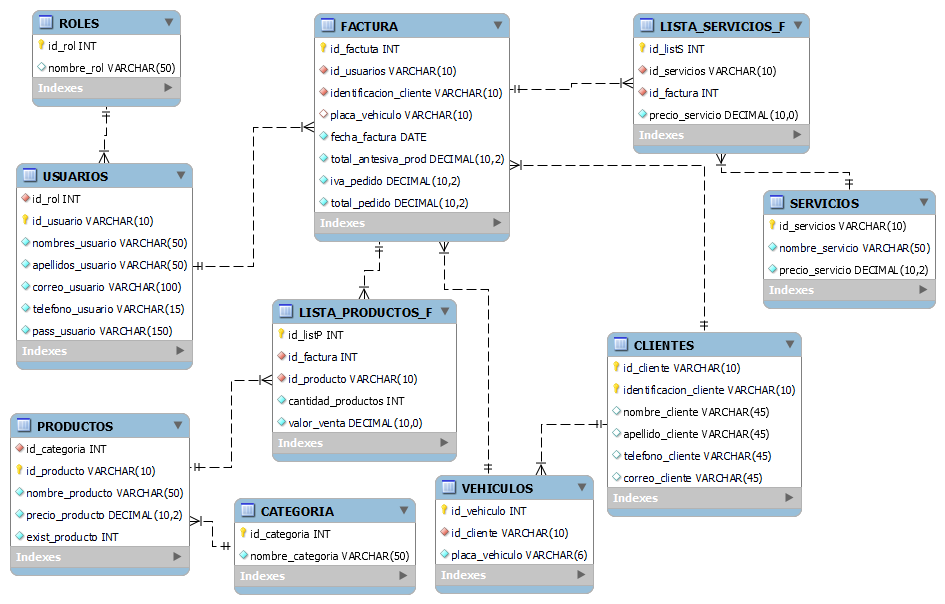 ROLES
id_rol INT
nombre_rol VARCHAR(50)
Indexes
USUARIOS
id_rol INT
id_usuario VARCHAR(10)
nombres_usuario VARCHAR(50)
apellidos_usuario VARCHAR(50)
correo_usuario VARCHAR(100)
telefono_usuario VARCHAR(15)
pass_usuario VARCHAR(150)
Indexes
FACTURA
id_factuta INT
id_usuarios VARCHAR(10)
identificacion_cliente VARCHAR(10)
placa_vehiculo VARCHAR(10)
fecha_factura DATE
total_antesiva_prod DECIMAL(10,2)
iva_pedido DECIMAL(10,2)
total_pedido DECIMAL(10,2)
Indexes
LISTA_SERVICIOS_F
id_listS INT
id_servicios VARCHAR(10)
id_factura INT
precio_servicio DECIMAL(10,0)
Indexes
SERVICIOS
id_servicios VARCHAR(10)
nombre_servicio VARCHAR(50)
precio_servicio DECIMAL(10,2)
Indexes
LISTA_PRODUCTOS_F
id_listP INT
id_factura INT
id_producto VARCHAR(10)
cantidad_productos INT
valor_venta DECIMAL(10,0)
Indexes
CLIENTES
id_cliente VARCHAR(10)
identificacion_cliente VARCHAR(10)
nombre_cliente VARCHAR(45)
apellido_cliente VARCHAR(45)
telefono_cliente VARCHAR(45)
correo_cliente VARCHAR(45)
Indexes
PRODUCTOS
id_categoria INT
id_producto VARCHAR(10)
nombre_producto VARCHAR(50)
precio_producto DECIMAL(10,2)
exist_producto INT
Indexes
CATEGORIA
id_categoria INT
nombre_categoria VARCHAR(50)
Indexes
VEHICULOS
id_vehiculo INT
id_cliente VARCHAR(10)
placa_vehiculo VARCHAR(6)
Indexes